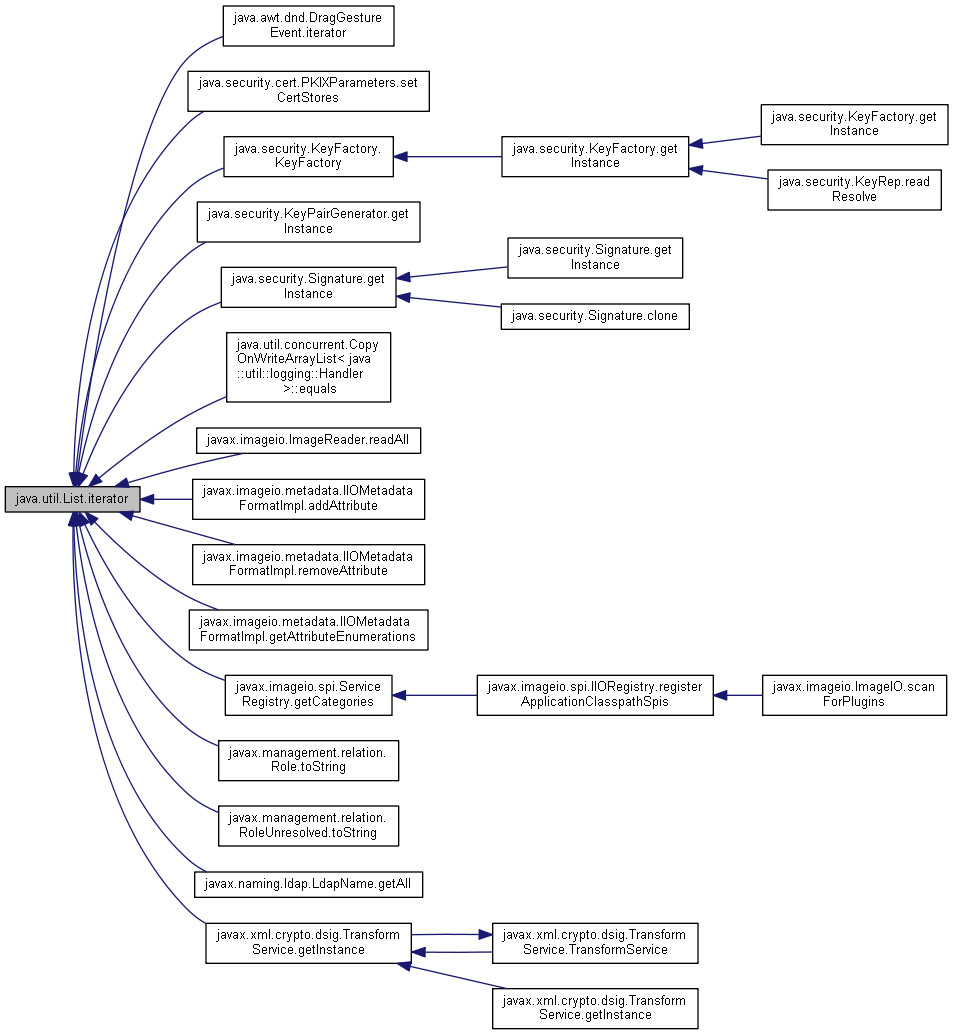 java.awt.dnd.DragGesture
Event.iterator
java.security.cert.PKIXParameters.set
CertStores
java.security.KeyFactory.
KeyFactory
java.security.KeyFactory.get
Instance
java.security.KeyFactory.get
Instance
java.security.KeyRep.read
Resolve
java.security.KeyPairGenerator.get
Instance
java.security.Signature.get
Instance
java.security.Signature.get
Instance
java.security.Signature.clone
java.util.concurrent.Copy
OnWriteArrayList< java
::util::logging::Handler
>::equals
javax.imageio.ImageReader.readAll
java.util.List.iterator
javax.imageio.metadata.IIOMetadata
FormatImpl.addAttribute
javax.imageio.metadata.IIOMetadata
FormatImpl.removeAttribute
javax.imageio.metadata.IIOMetadata
FormatImpl.getAttributeEnumerations
javax.imageio.spi.Service
Registry.getCategories
javax.imageio.spi.IIORegistry.register
ApplicationClasspathSpis
javax.imageio.ImageIO.scan
ForPlugins
javax.management.relation.
Role.toString
javax.management.relation.
RoleUnresolved.toString
javax.naming.ldap.LdapName.getAll
javax.xml.crypto.dsig.Transform
Service.getInstance
javax.xml.crypto.dsig.Transform
Service.TransformService
javax.xml.crypto.dsig.Transform
Service.getInstance